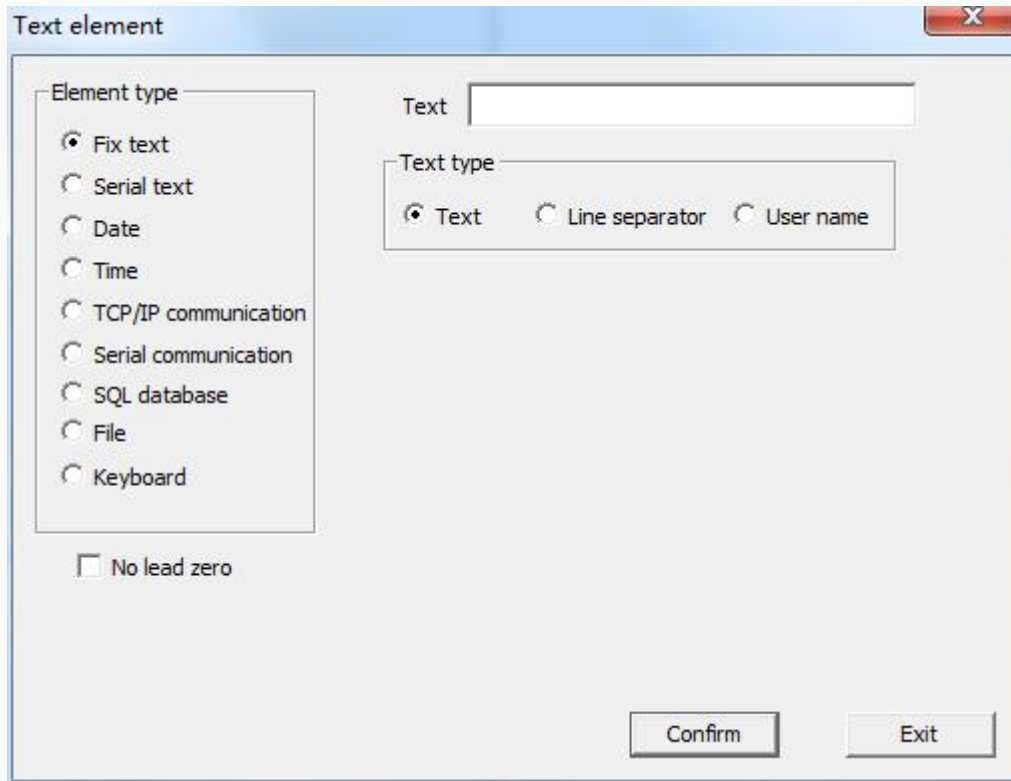 Text element
Element type
Fix text
Serial text
Date
Time
TCP/IP communication
Serial communication
SQL database
File
Keyboard
No lead zero
Text
Text type
Text Line separator User name
Confirm Exit